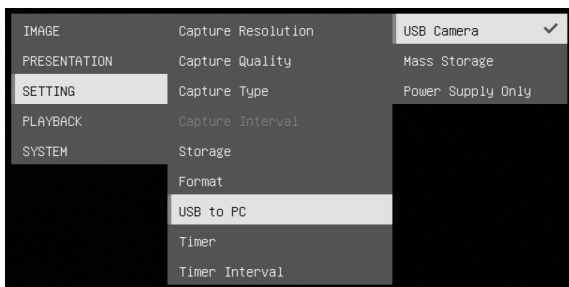 IMAGE
PRESENTATION
SETTING
PLAYBACK
SYSTEM
Capture Resolution
Capture Quality
Capture Type
Capture Interval
Storage
Format
USB to PC
Timer
Timer Interval
USB Camera
Mass Storage
Power Supply Only